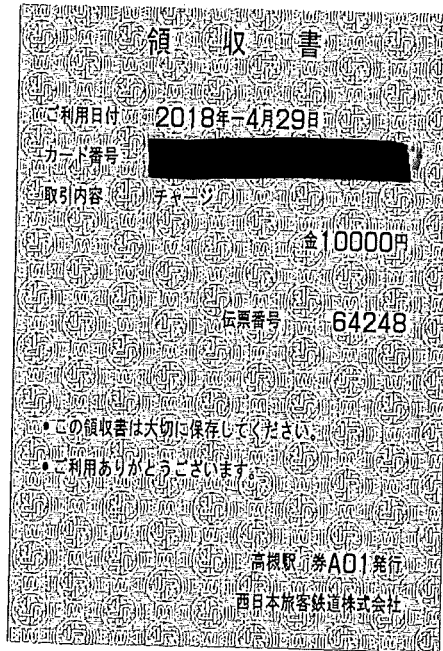 領収書
ご利用日付 2018年-4月29日
カード番号
取引内容 チャージ
金10000円
伝票番号 64248
•この領収書は大切に保存してください。
•ご利用ありがとうございます。
高槻駅 券A01発行
西日本旅客鉄道株式会社